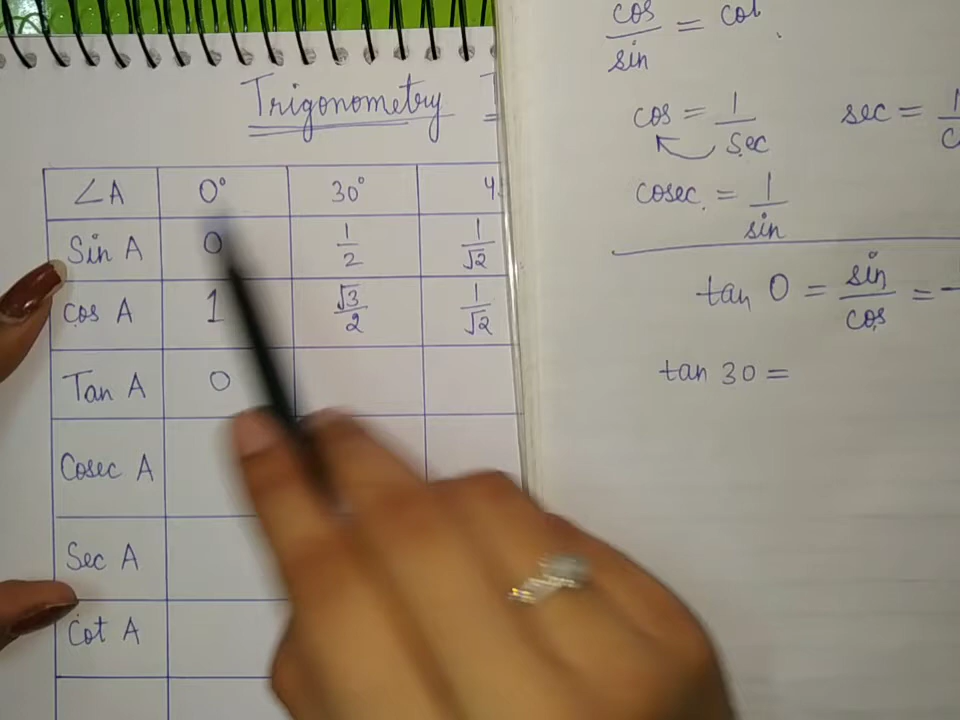 Trigonometry
∠A 0° 30°
Sin A 0 1/2 1/√2
cos A 1 √3/2 1/√2
Tan A 0
Cosec A
Sec A
Cot A
cos/sin = cot
cos = 1/sec sec =
cosec = 1/sin
tan 0 = sin/cos =
tan 30 =